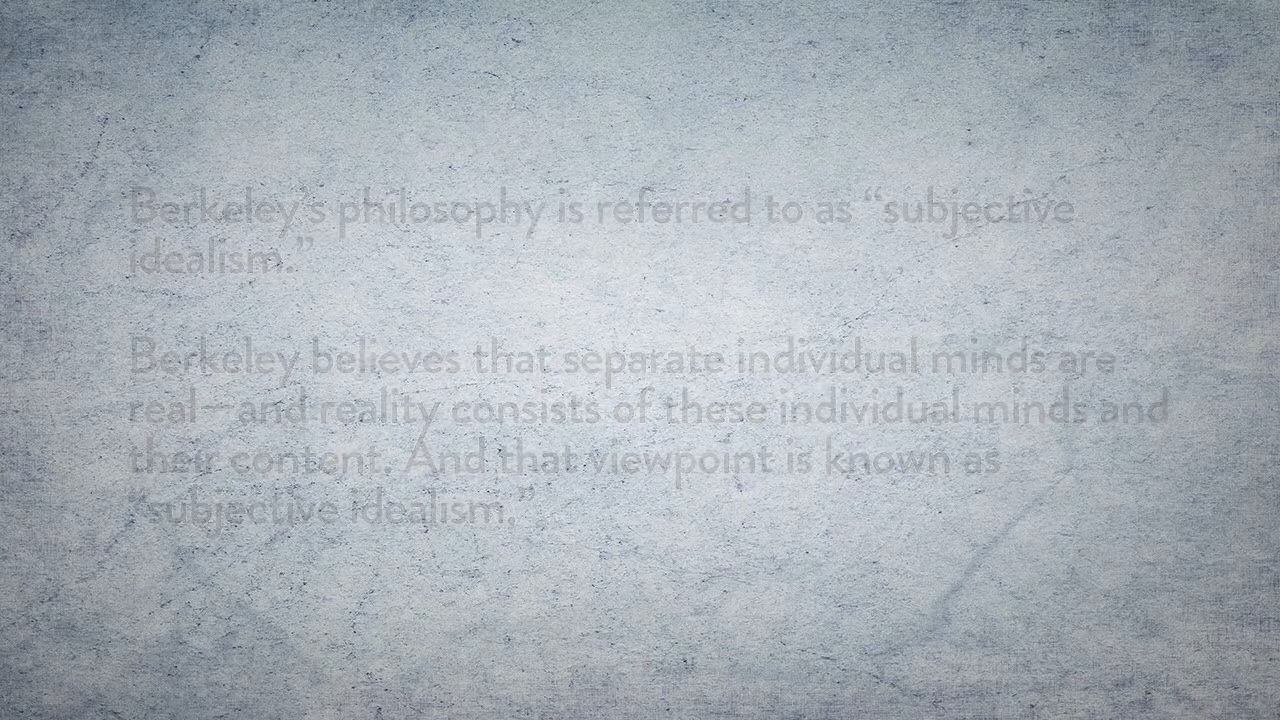 Berkeley’s philosophy is referred to as “subjective
idealism.”
Berkeley believes that separate individual minds are
real—and reality consists of these individual minds and
their content. And that viewpoint is known as
“subjective idealism.”